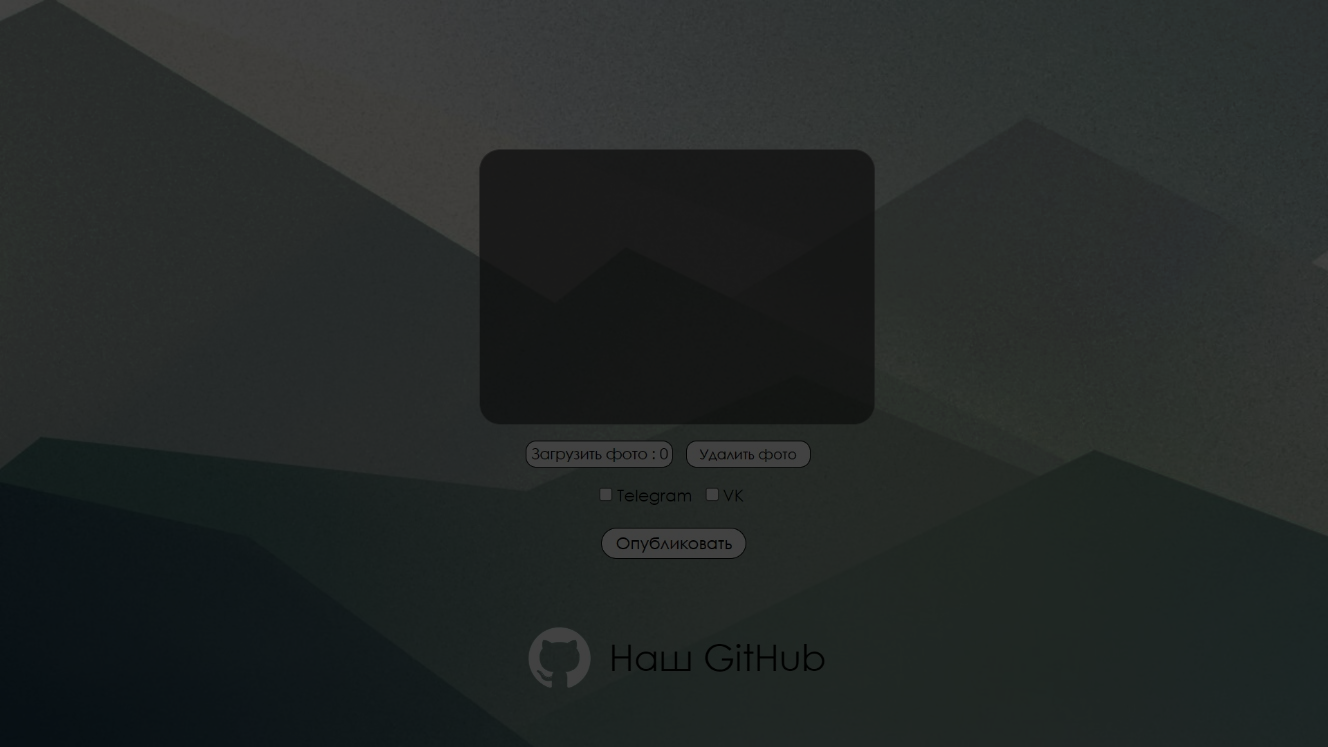 Загрузить фото : 0 Удалить фото
Telegram VK
Опубликовать
Наш GitHub